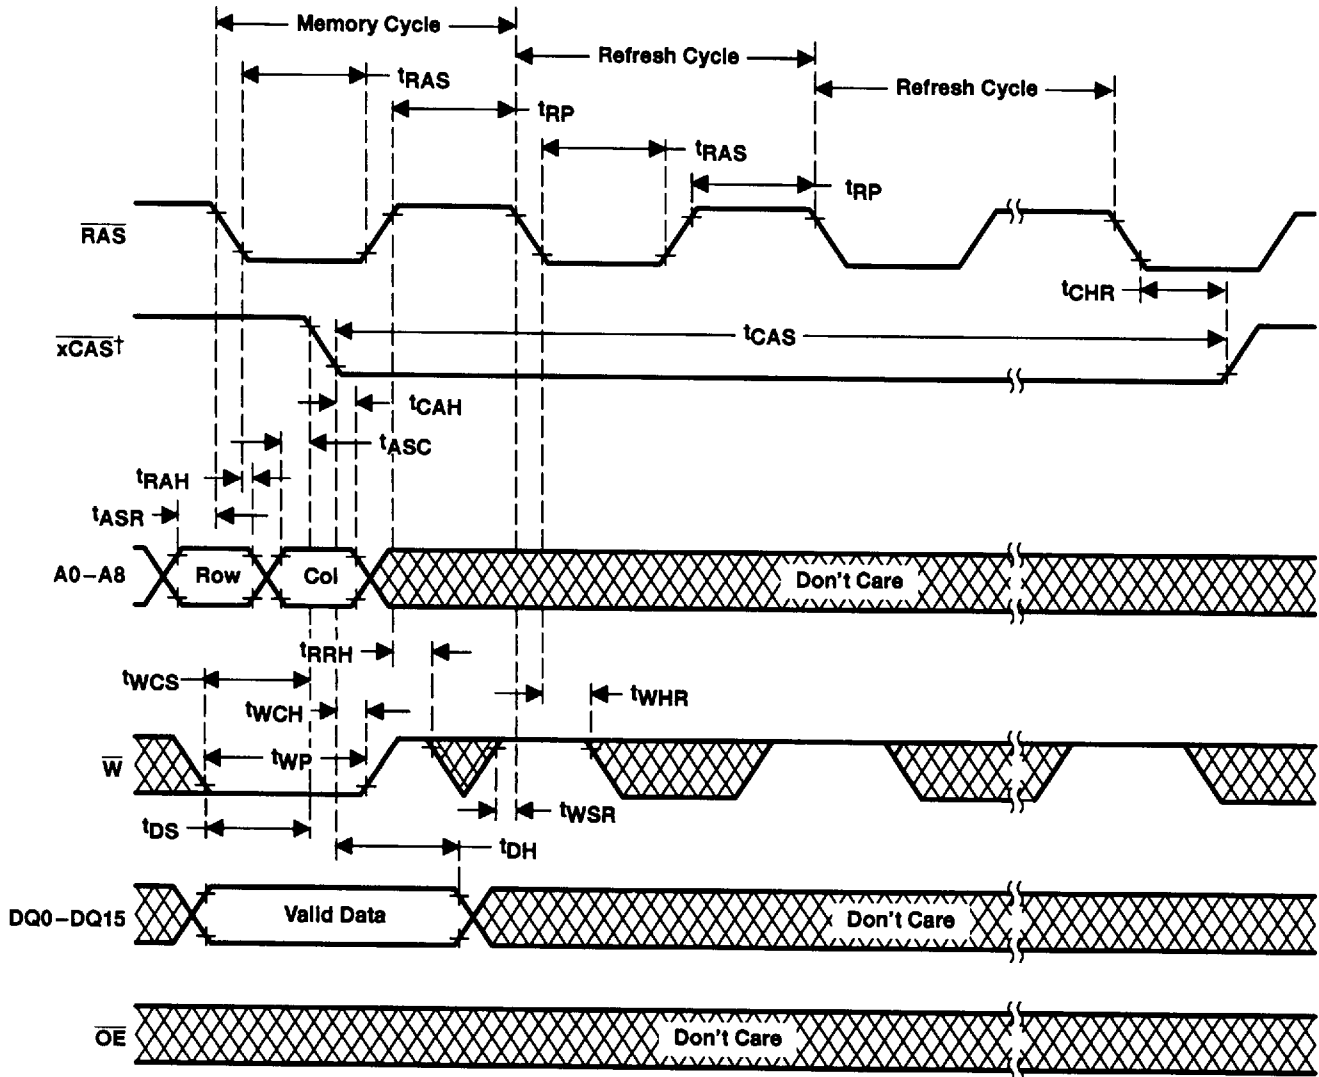 Memory Cycle
Refresh Cycle
Refresh Cycle
tRAS
tRP
tRAS
tRP
RAS
tCHR
xCAS†
tCAS
tCAH
tASC
tRAH
tASR
A0–A8
Row
Col
Don't Care
tRRH
tWCS
tWHR
tWCH
W
tWP
tWSR
tDS
tDH
DQ0–DQ15
Valid Data
Don't Care
OE
Don't Care